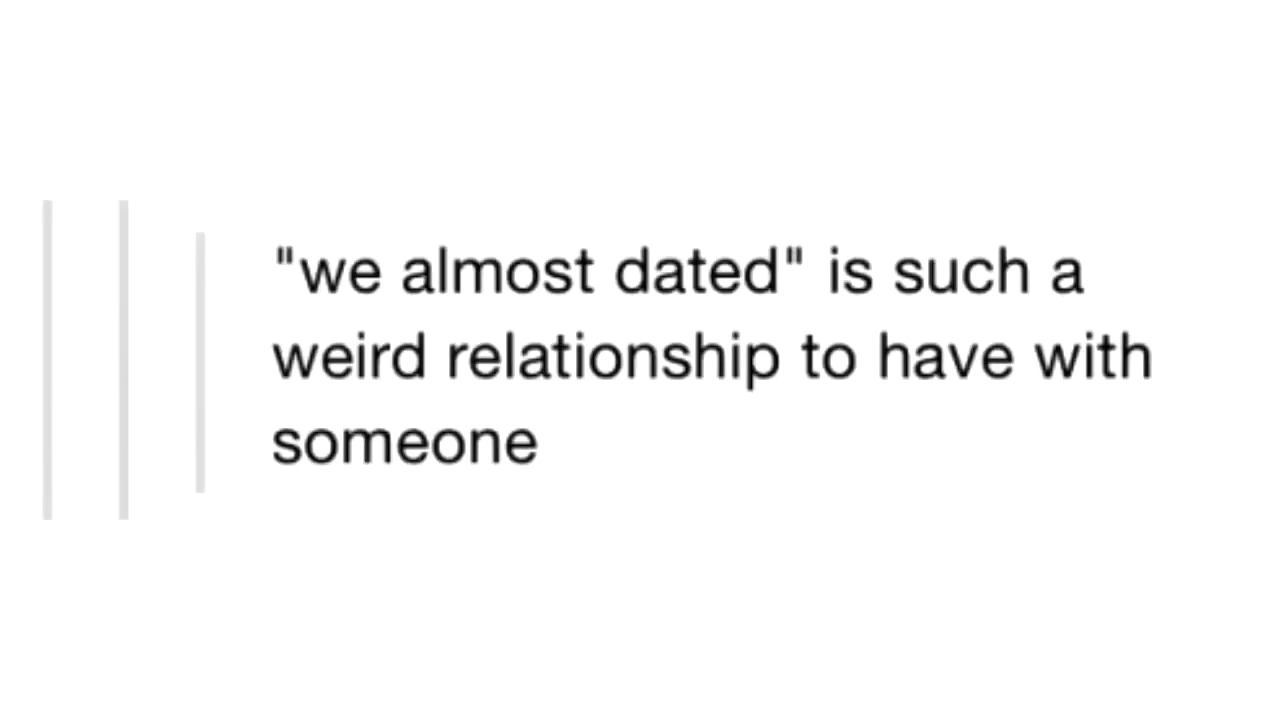 "we almost dated" is such a
weird relationship to have with
someone